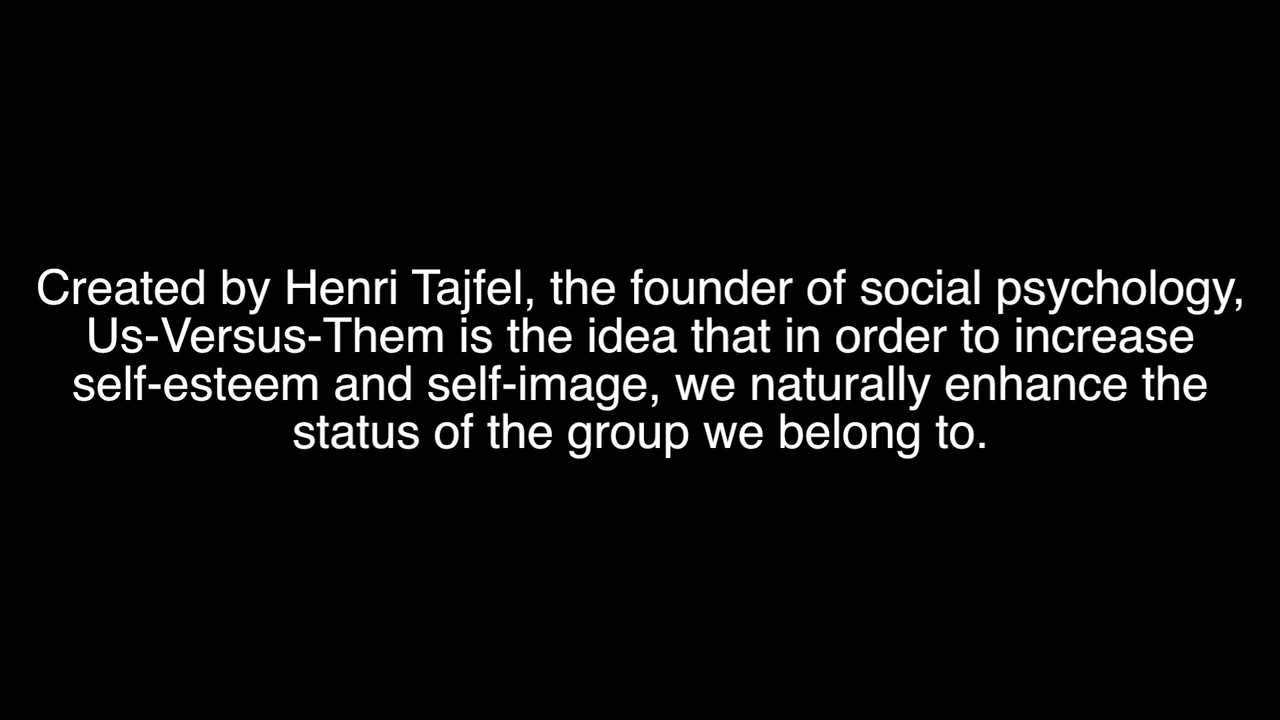 Created by Henri Tajfel, the founder of social psychology,
Us-Versus-Them is the idea that in order to increase
self-esteem and self-image, we naturally enhance the
status of the group we belong to.